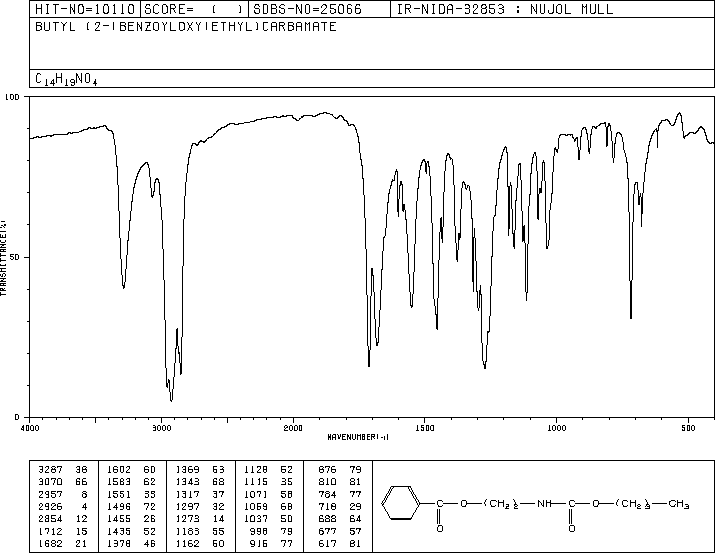 HIT-NO=10110 SCORE= ( ) SDBS-NO=25066 IR-NIDA-32853 : NUJOL MULL
BUTYL (2-(BENZOYLOXY)ETHYL)CARBAMATE
C14H19NO4
100
50
0
TRANSMITTANCE(%)
4000 3000 2000 1500 1000 500
WAVENUMBER(-1)
3287 38 1602 60 1369 53 1128 52 876 79
3070 66 1583 62 1343 68 1115 35 810 81
2957 8 1551 33 1317 37 1071 58 784 77
2926 4 1496 72 1297 32 1059 68 718 29
2854 12 1455 26 1273 14 1037 50 688 64
1712 15 1435 52 1183 55 998 79 677 57
1682 21 1378 46 1162 50 916 77 617 81
C—O—(CH2)2—NH—C—O—(CH2)3—CH3
O O